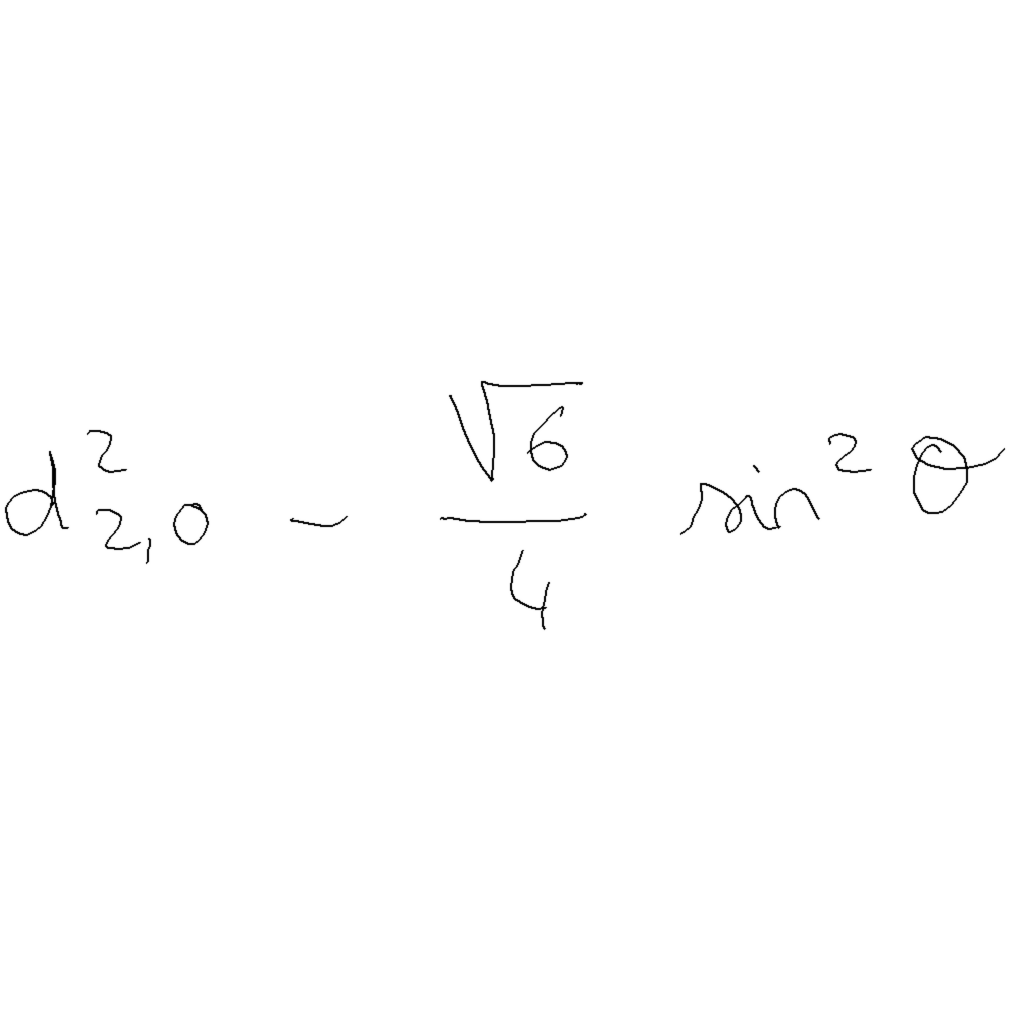 d^2_{2,0} - \frac{\sqrt{6}}{4} sin^2 θ